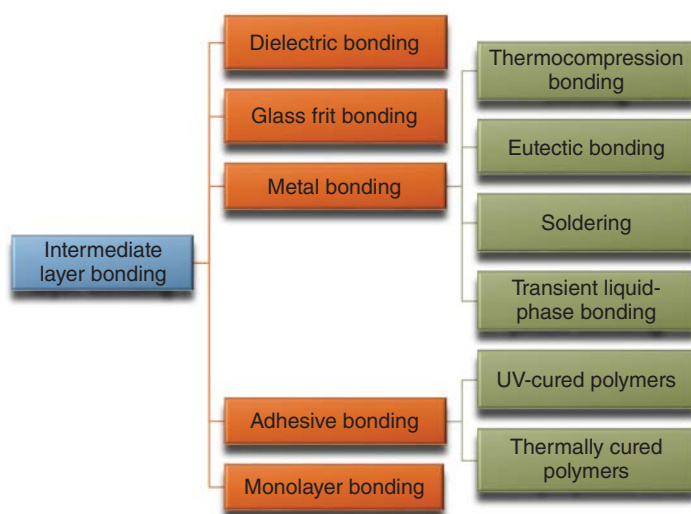 Intermediate
layer bonding
Dielectric bonding
Glass frit bonding
Metal bonding
Thermocompression
bonding
Eutectic bonding
Soldering
Transient liquid-
phase bonding
Adhesive bonding
UV-cured polymers
Thermally cured
polymers
Monolayer bonding